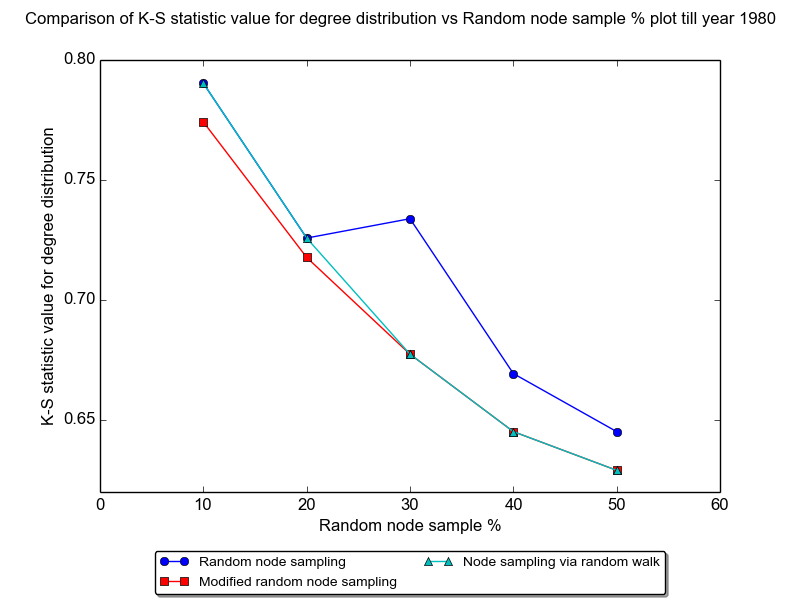 Comparison of K-S statistic value for degree distribution vs Random node sample % plot till year 1980
K-S statistic value for degree distribution
0.80
0.75
0.70
0.65
0 10 20 30 40 50 60
Random node sample %
Random node sampling
Modified random node sampling
Node sampling via random walk